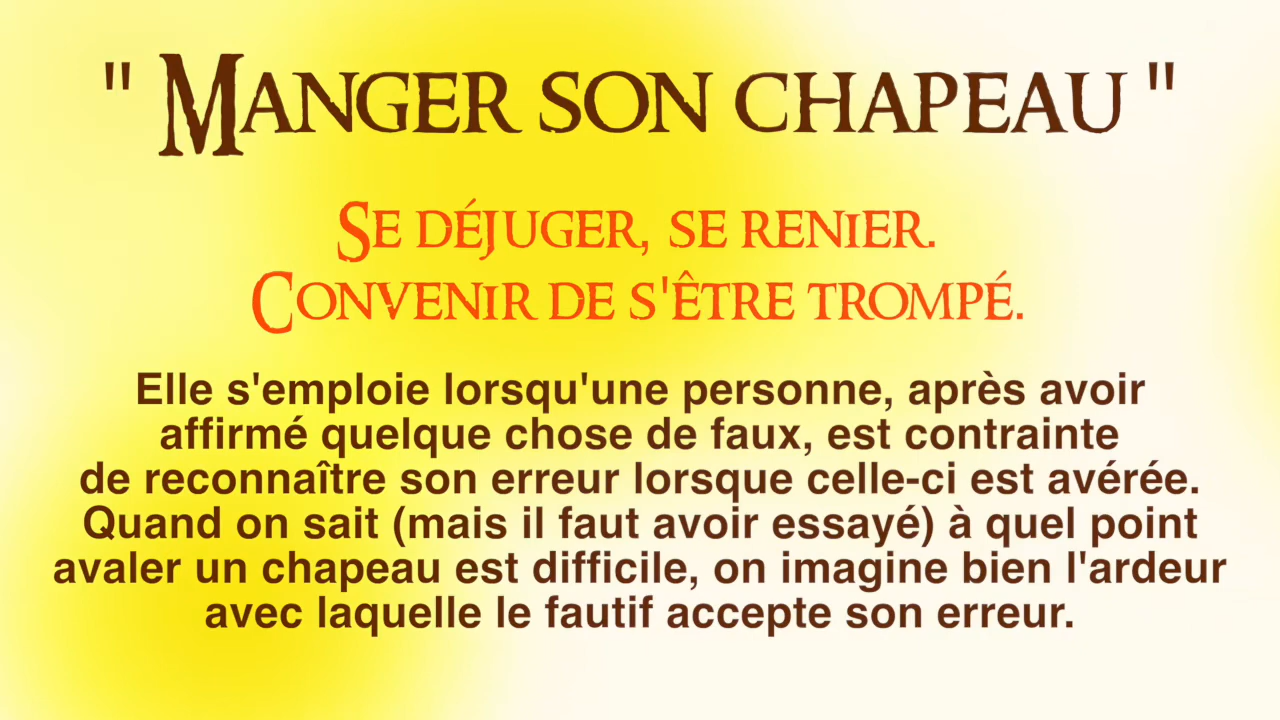 " Manger son chapeau "
Se déjuger, se renier.
Convenir de s'être trompé.
Elle s'emploie lorsqu'une personne, après avoir
affirmé quelque chose de faux, est contrainte
de reconnaître son erreur lorsque celle-ci est avérée.
Quand on sait (mais il faut avoir essayé) à quel point
avaler un chapeau est difficile, on imagine bien l'ardeur
avec laquelle le fautif accepte son erreur.